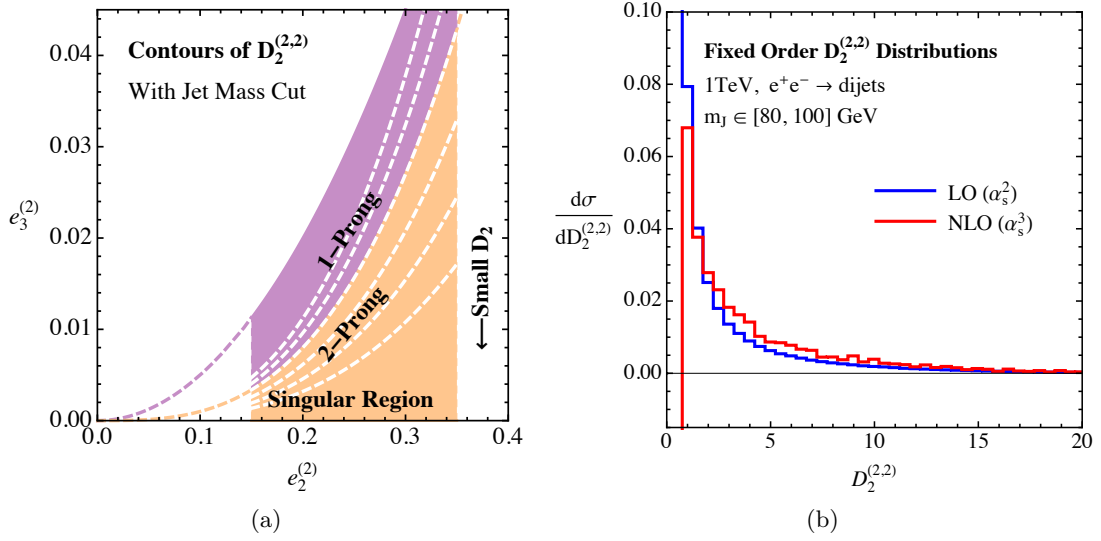 Contours of D₂⁽²,²⁾
With Jet Mass Cut
1−Prong
2−Prong
Singular Region
←Small D₂
0.00
0.01
0.02
0.03
0.04
e₃⁽²⁾
0.0
0.1
0.2
0.3
0.4
e₂⁽²⁾
(a)
Fixed Order D₂⁽²,²⁾ Distributions
1TeV, e⁺e⁻ → dijets
m_J ∈ [80, 100] GeV
LO (αₛ²)
NLO (αₛ³)
dσ
dD₂⁽²,²⁾
0.10
0.08
0.06
0.04
0.02
0.00
0
5
10
15
20
D₂⁽²,²⁾
(b)